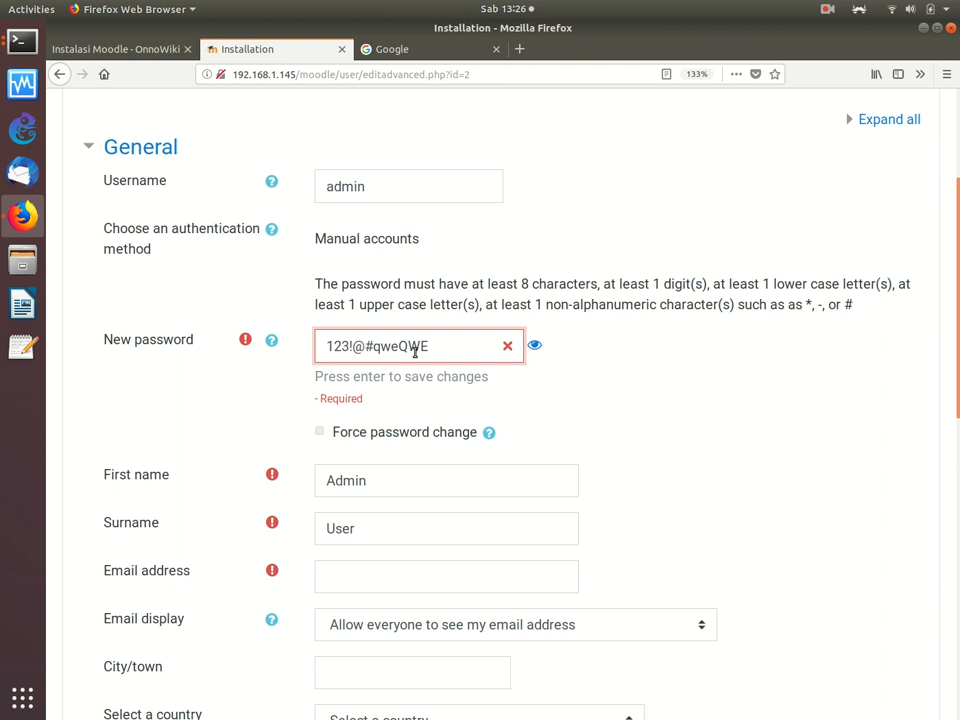 Activities
Firefox Web Browser
Sab 13:26
Installation - Mozilla Firefox
Instalasi Moodle - OnnoWiki
Installation
Google
192.168.1.145/moodle/user/editadvanced.php?id=2
133%
Expand all
General
Username
admin
Choose an authentication method
Manual accounts
The password must have at least 8 characters, at least 1 digit(s), at least 1 lower case letter(s), at
least 1 upper case letter(s), at least 1 non-alphanumeric character(s) such as as *, -, or #
New password
123!@#qweQWE
Press enter to save changes
- Required
Force password change
First name
Admin
Surname
User
Email address
Email display
Allow everyone to see my email address
City/town
Select a country
Select a country